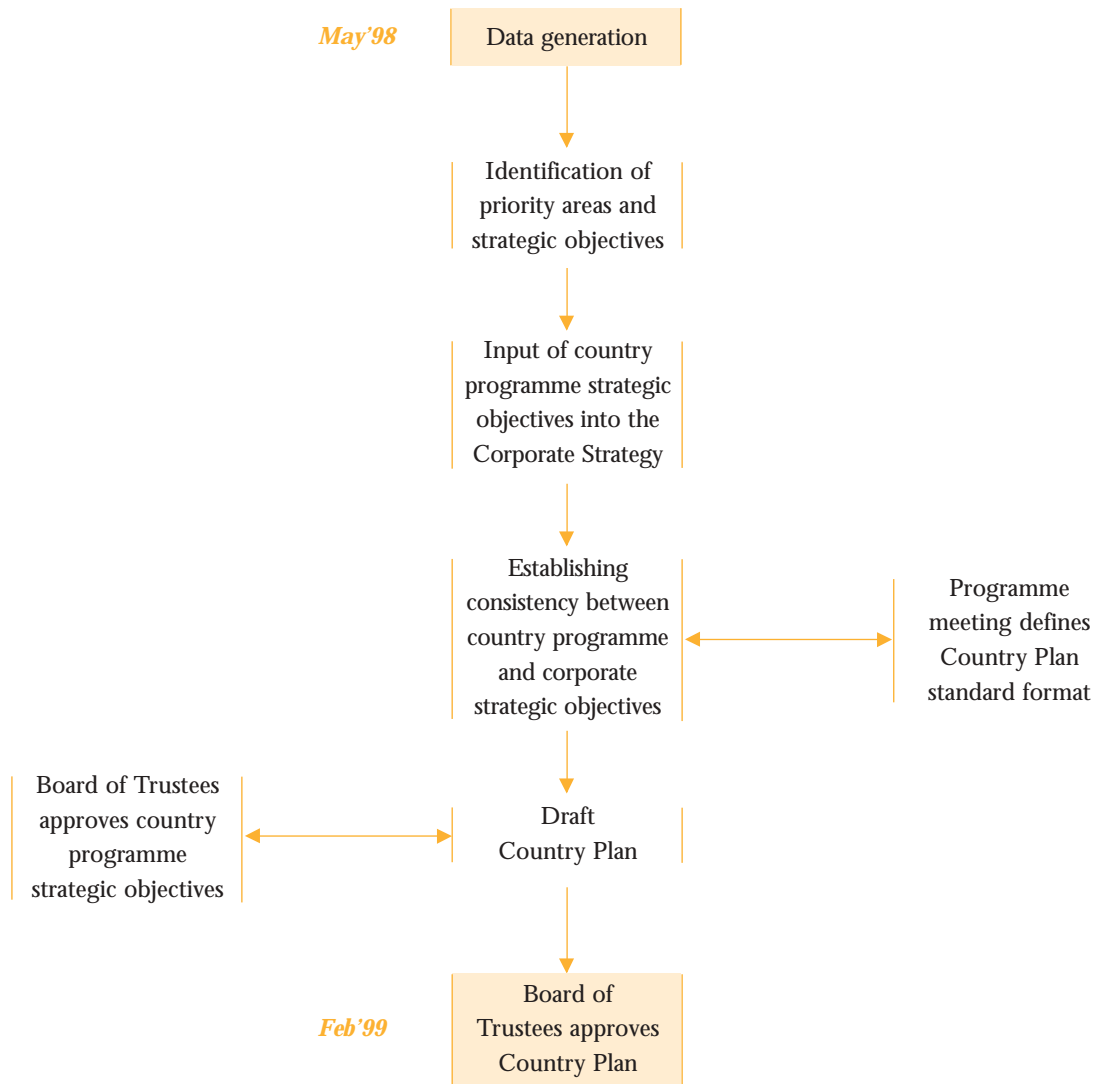 May'98
Data generation
Identification of
priority areas and
strategic objectives
Input of country
programme strategic
objectives into the
Corporate Strategy
Establishing
consistency between
country programme
and corporate
strategic objectives
Programme
meeting defines
Country Plan
standard format
Board of Trustees
approves country
programme
strategic objectives
Draft
Country Plan
Feb'99
Board of
Trustees approves
Country Plan